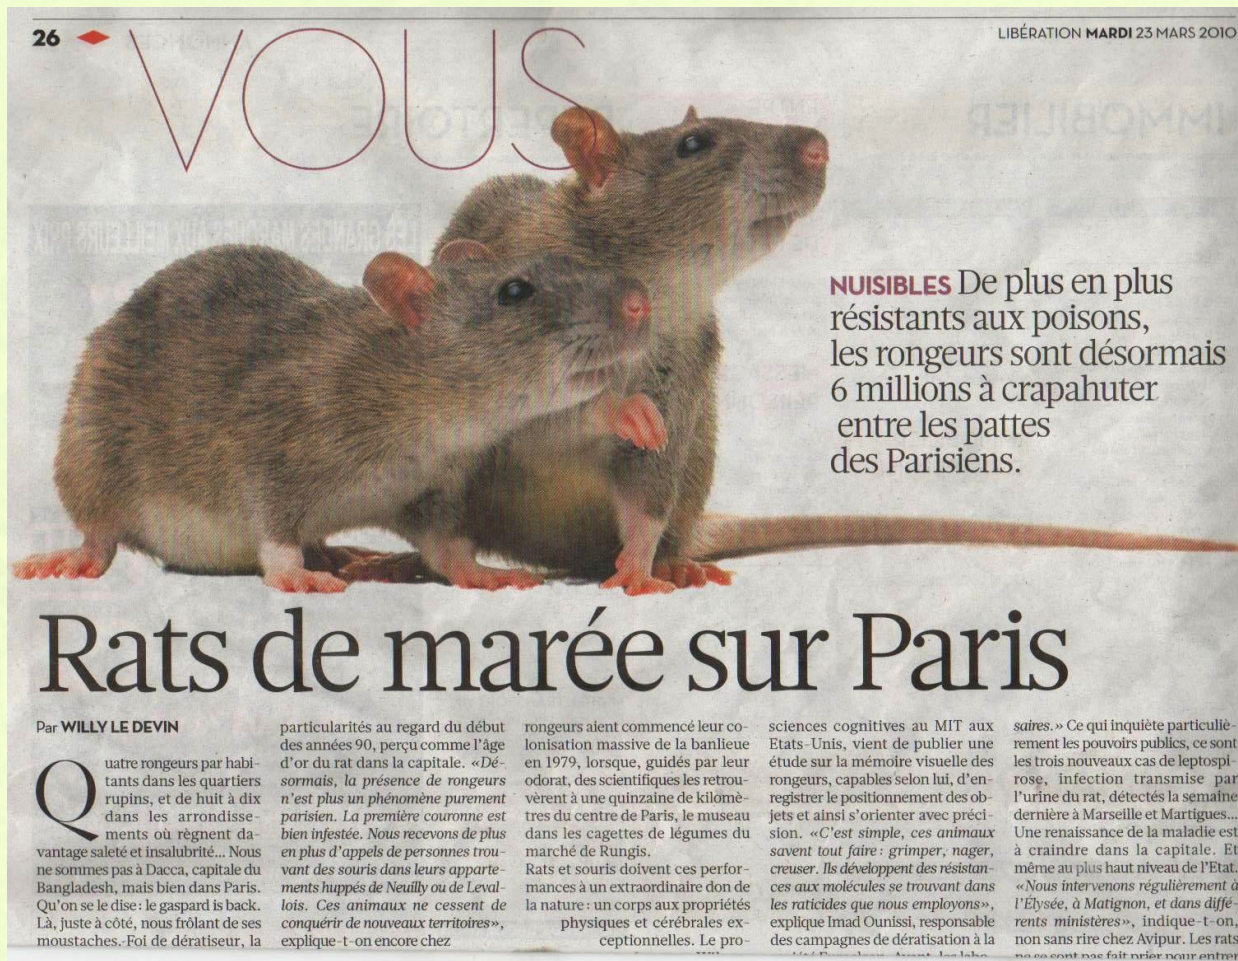 26
VOUS
LIBÉRATION MARDI 23 MARS 2010
NUISIBLES De plus en plus
résistants aux poisons,
les rongeurs sont désormais
6 millions à crapahuter
entre les pattes
des Parisiens.
Rats de marée sur Paris
Par WILLY LE DEVIN
Quatre rongeurs par habi-
tants dans les quartiers
rupins, et de huit à dix
dans les arrondisse-
ments où règnent da-
vantage saleté et insalubrité... Nous
ne sommes pas à Dacca, capitale du
Bangladesh, mais bien dans Paris.
Qu'on se le dise: le gaspard is back.
Là, juste à côté, nous frôlant de ses
moustaches. Foi de dératiseur, la
particularités au regard du début
des années 90, perçu comme l'âge
d'or du rat dans la capitale. «Dé-
sormais, la présence de rongeurs
n'est plus un phénomène purement
parisien. La première couronne est
bien infestée. Nous recevons de plus
en plus d'appels de personnes trou-
vant des souris dans leurs apparte-
ments huppés de Neuilly ou de Leval-
lois. Ces animaux ne cessent de
conquérir de nouveaux territoires»,
explique-t-on encore chez
rongeurs aient commencé leur co-
lonisation massive de la banlieue
en 1979, lorsque, guidés par leur
odorat, des scientifiques les retrou-
vèrent à une quinzaine de kilomè-
tres du centre de Paris, le museau
dans les cagettes de légumes du
marché de Rungis.
Rats et souris doivent ces perfor-
mances à un extraordinaire don de
la nature: un corps aux propriétés
physiques et cérébrales ex-
ceptionnelles. Le pro-
sciences cognitives au MIT aux
Etats-Unis, vient de publier une
étude sur la mémoire visuelle des
rongeurs, capables selon lui, d'en-
registrer le positionnement des ob-
jets et ainsi s'orienter avec préci-
sion. «C'est simple, ces animaux
savent tout faire: grimper, nager,
creuser. Ils développent des résistan-
ces aux molécules se trouvant dans
les raticides que nous employons»,
explique Imad Ounissi, responsable
des campagnes de dératisation à la
saires.» Ce qui inquiète particuliè-
rement les pouvoirs publics, ce sont
les trois nouveaux cas de leptospi-
rose, infection transmise par
l'urine du rat, détectés la semaine
dernière à Marseille et Martigues...
Une renaissance de la maladie est
à craindre dans la capitale. Et
même au plus haut niveau de l'Etat.
«Nous intervenons régulièrement à
l'Élysée, à Matignon, et dans diffé-
rents ministères», indique-t-on,
non sans rire chez Avipur. Les rats
ne se sont pas fait prier pour entrer